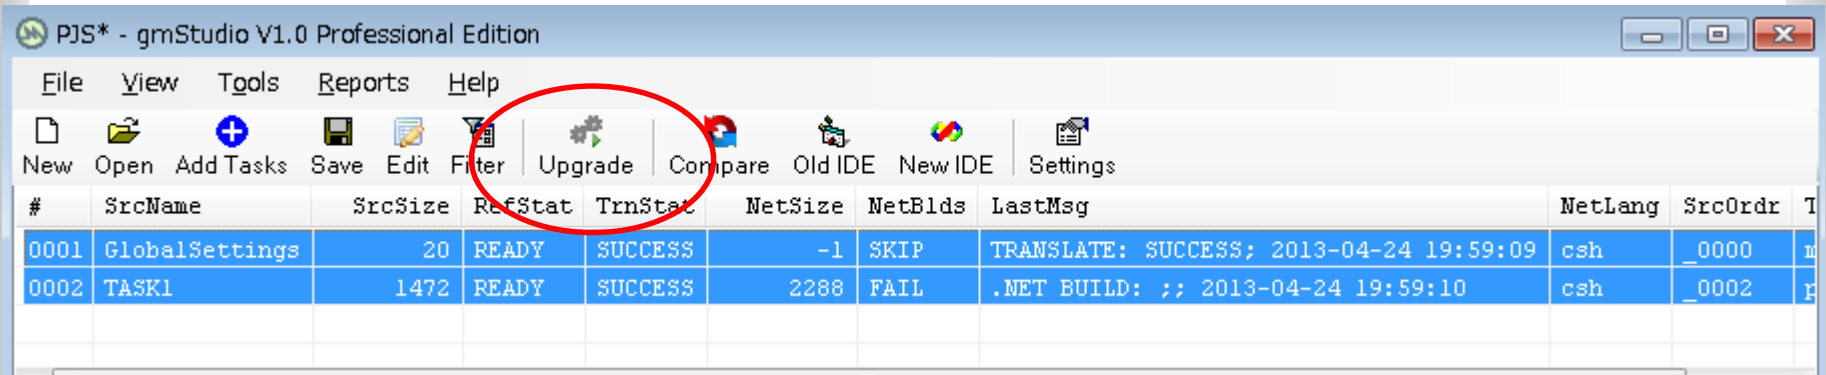 PJS* - gmStudio V1.0 Professional Edition
File View Tools Reports Help
New Open Add Tasks Save Edit Filter Upgrade Compare Old IDE New IDE Settings
# SrcName SrcSize RefStat TrnStat NetSize NetBlds LastMsg NetLang SrcOrdr T
0001 GlobalSettings 20 READY SUCCESS -1 SKIP TRANSLATE: SUCCESS; 2013-04-24 19:59:09 csh _0000 m
0002 TASK1 1472 READY SUCCESS 2288 FAIL .NET BUILD: ;; 2013-04-24 19:59:10 csh _0002 p